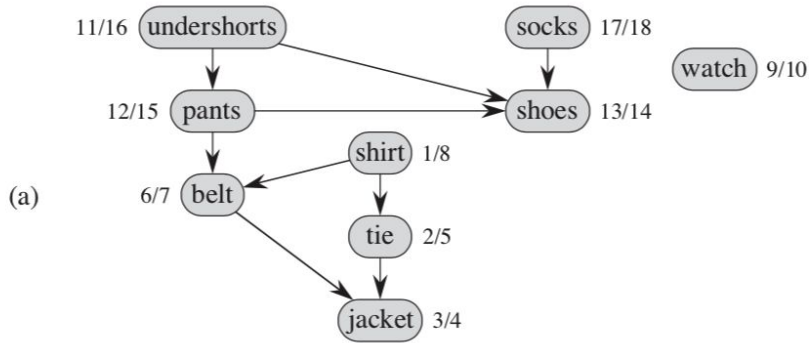 11/16 undershorts socks 17/18
watch 9/10
12/15 pants shoes 13/14
shirt 1/8
(a) 6/7 belt
tie 2/5
jacket 3/4